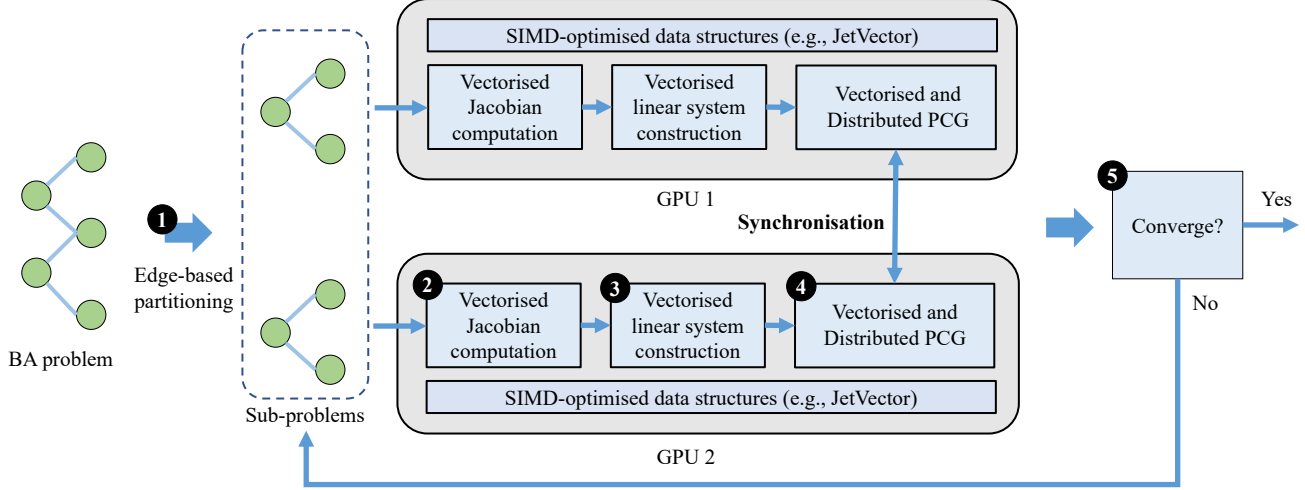 SIMD-optimised data structures (e.g., JetVector)
Vectorised
Jacobian
computation
Vectorised
linear system
construction
Vectorised and
Distributed PCG
GPU 1
BA problem
1
Edge-based
partitioning
Sub-problems
Synchronisation
2
Vectorised
Jacobian
computation
3
Vectorised
linear system
construction
4
Vectorised and
Distributed PCG
SIMD-optimised data structures (e.g., JetVector)
GPU 2
5
Converge?
Yes
No